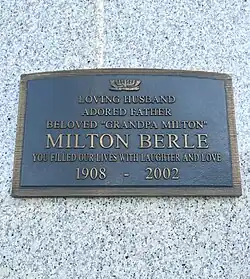 LOVING HUSBAND
ADORED FATHER
BELOVED "GRANDPA MILTON"
MILTON BERLE
YOU FILLED OUR LIVES WITH LAUGHTER AND LOVE
1908 - 2002